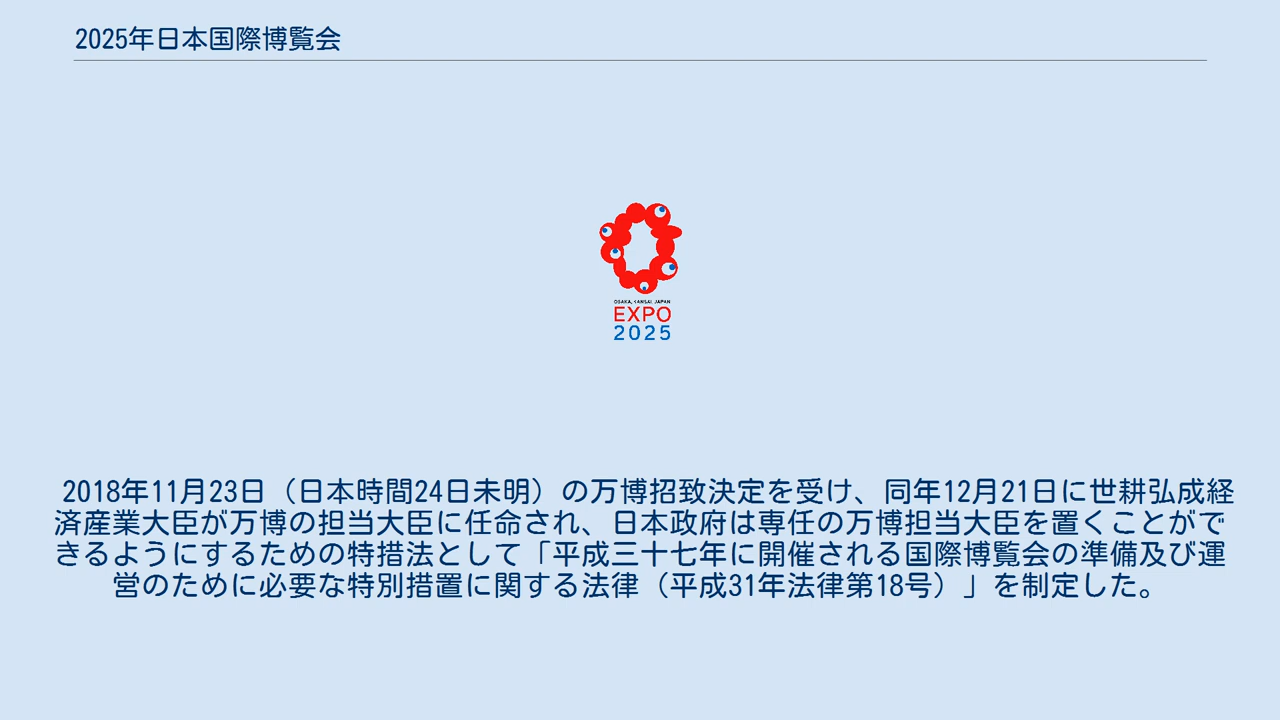 2025年日本国際博覧会
OSAKA, KANSAI, JAPAN
EXPO
2025
2018年11月23日（日本時間24日未明）の万博招致決定を受け、同年12月21日に世耕弘成経
済産業大臣が万博の担当大臣に任命され、日本政府は専任の万博担当大臣を置くことがで
きるようにするための特措法として「平成三十七年に開催される国際博覧会の準備及び運
営のために必要な特別措置に関する法律（平成31年法律第18号）」を制定した。